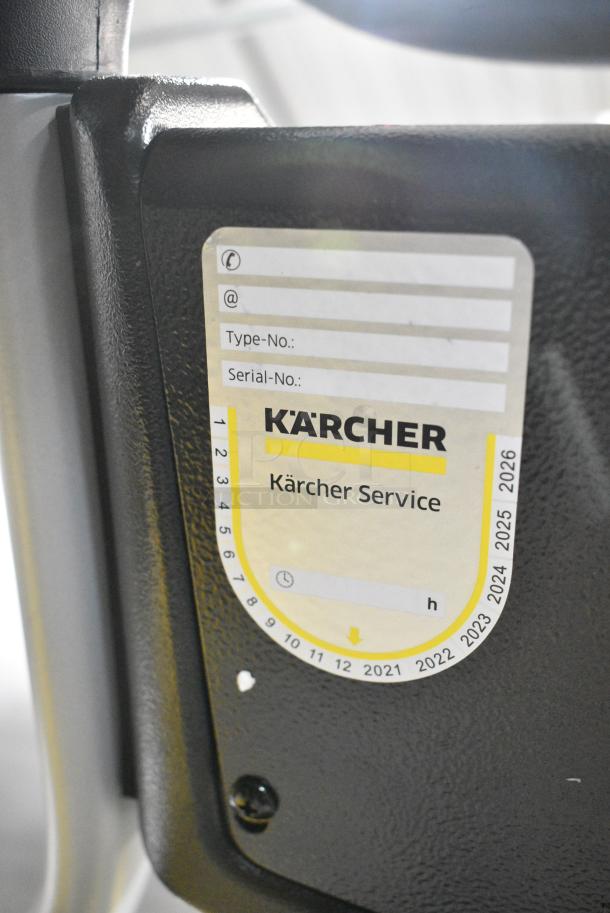 @
Type-No.:
Serial-No.:
KÄRCHER
Kärcher Service
h
1 2 3 4 5 6 7 8 9 10 11 12 2021 2022 2023 2024 2025 2026